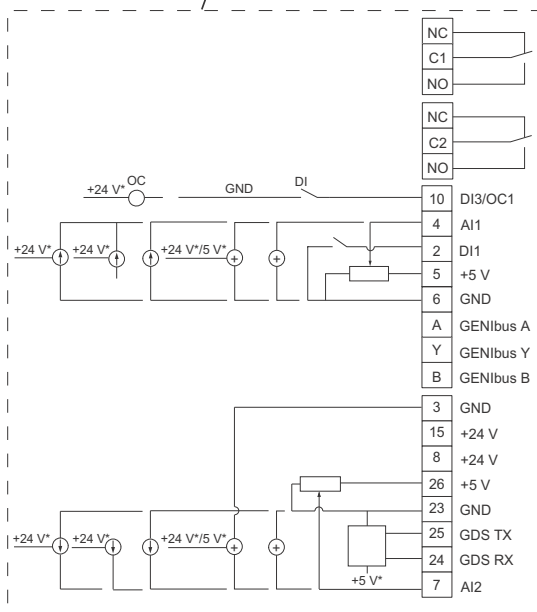 NC
C1
NO
NC
C2
NO
+24 V* OC GND DI 10 DI3/OC1
4 AI1
2 DI1
+24 V* +24 V* +24 V*/5 V* 5 +5 V
6 GND
A GENIbus A
Y GENIbus Y
B GENIbus B
3 GND
15 +24 V
8 +24 V
26 +5 V
23 GND
25 GDS TX
+24 V* +24 V* +24 V*/5 V* 24 GDS RX
+5 V* 7 AI2